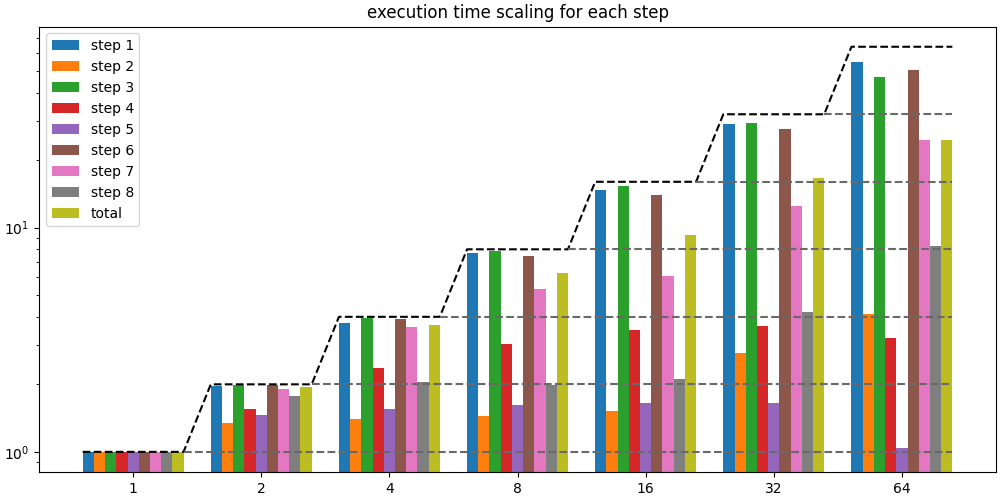 execution time scaling for each step
step 1
step 2
step 3
step 4
step 5
step 6
step 7
step 8
total
10¹
10⁰
1 2 4 8 16 32 64